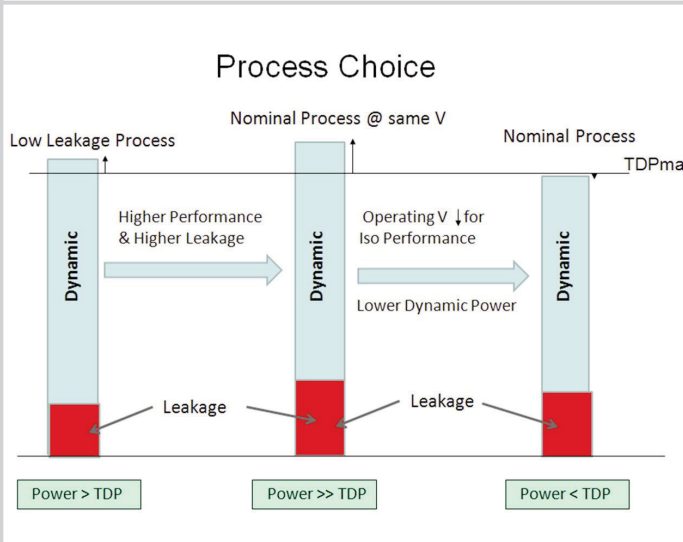 Process Choice
Nominal Process @ same V
Low Leakage Process
Nominal Process
TDPma
Higher Performance
& Higher Leakage
Operating V ↓ for
Iso Performance
Dynamic
Dynamic
Dynamic
Lower Dynamic Power
Leakage
Leakage
Power > TDP
Power >> TDP
Power < TDP